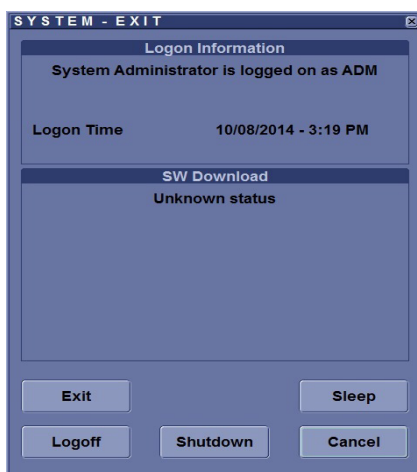 SYSTEM - EXIT
Logon Information
System Administrator is logged on as ADM
Logon Time 10/08/2014 - 3:19 PM
SW Download
Unknown status
Exit Sleep
Logoff Shutdown Cancel